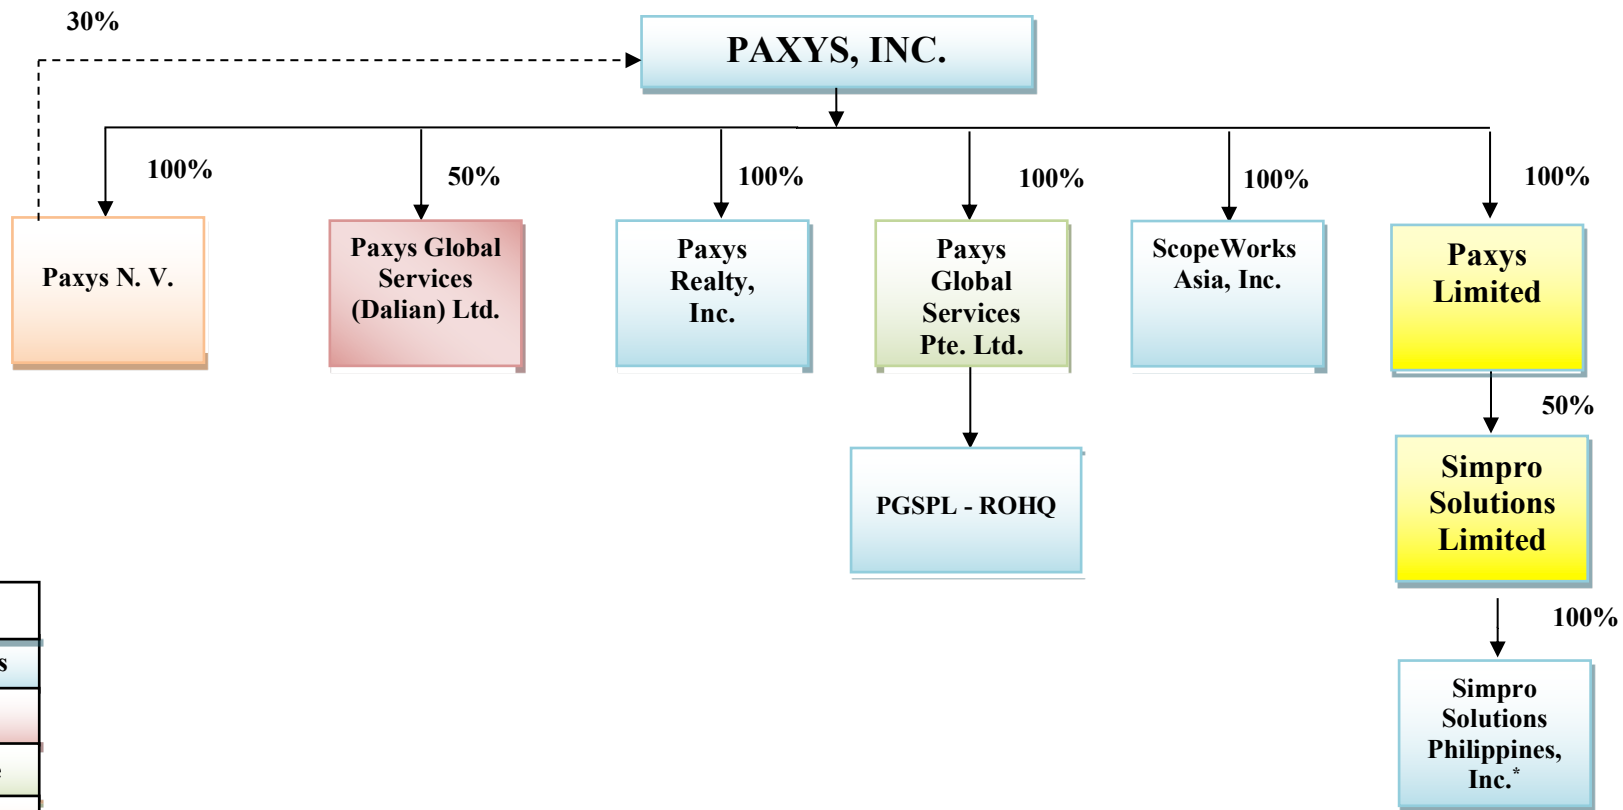 30%
PAXYS, INC.
100%
50%
100%
100%
100%
100%
Paxys N. V.
Paxys Global
Services
(Dalian) Ltd.
Paxys
Realty,
Inc.
Paxys
Global
Services
Pte. Ltd.
ScopeWorks
Asia, Inc.
Paxys
Limited
50%
PGSPL - ROHQ
Simpro
Solutions
Limited
100%
Simpro
Solutions
Philippines,
Inc.*